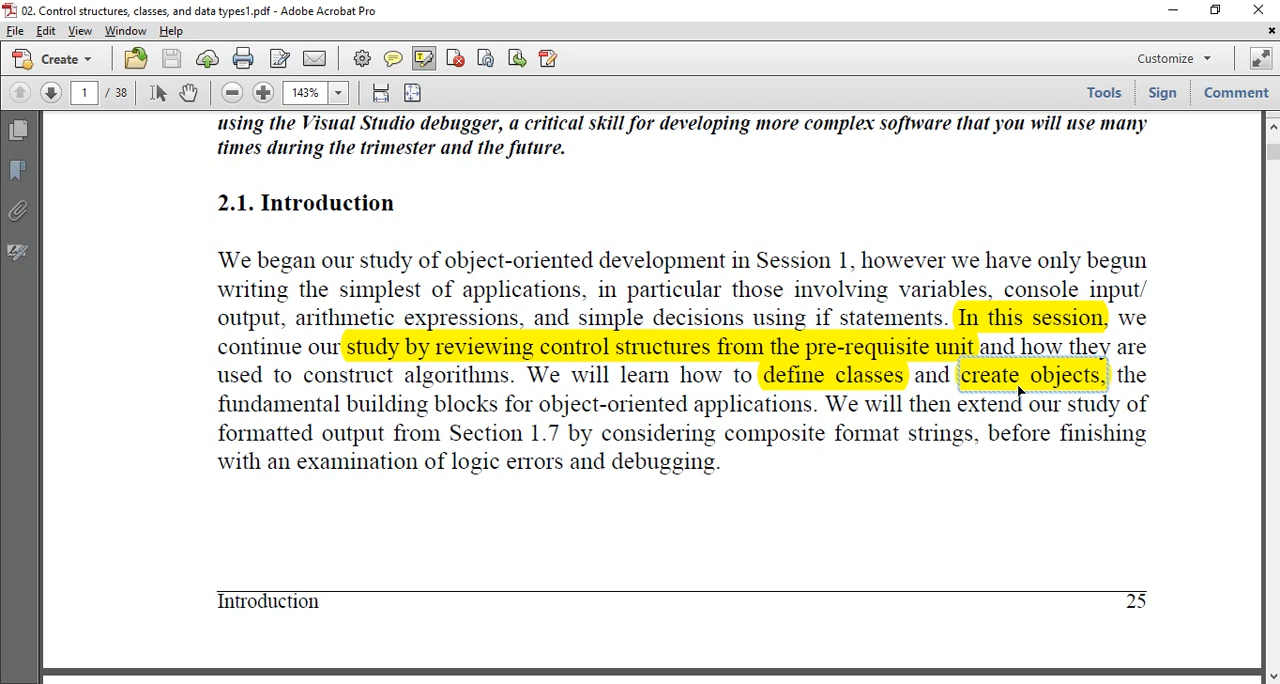 02. Control structures, classes, and data types1.pdf - Adobe Acrobat Pro
File Edit View Window Help
Create Customize
1 / 38 143% Tools Sign Comment
using the Visual Studio debugger, a critical skill for developing more complex software that you will use many
times during the trimester and the future.
2.1. Introduction
We began our study of object-oriented development in Session 1, however we have only begun
writing the simplest of applications, in particular those involving variables, console input/
output, arithmetic expressions, and simple decisions using if statements. In this session, we
continue our study by reviewing control structures from the pre-requisite unit and how they are
used to construct algorithms. We will learn how to define classes and create objects, the
fundamental building blocks for object-oriented applications. We will then extend our study of
formatted output from Section 1.7 by considering composite format strings, before finishing
with an examination of logic errors and debugging.
Introduction 25